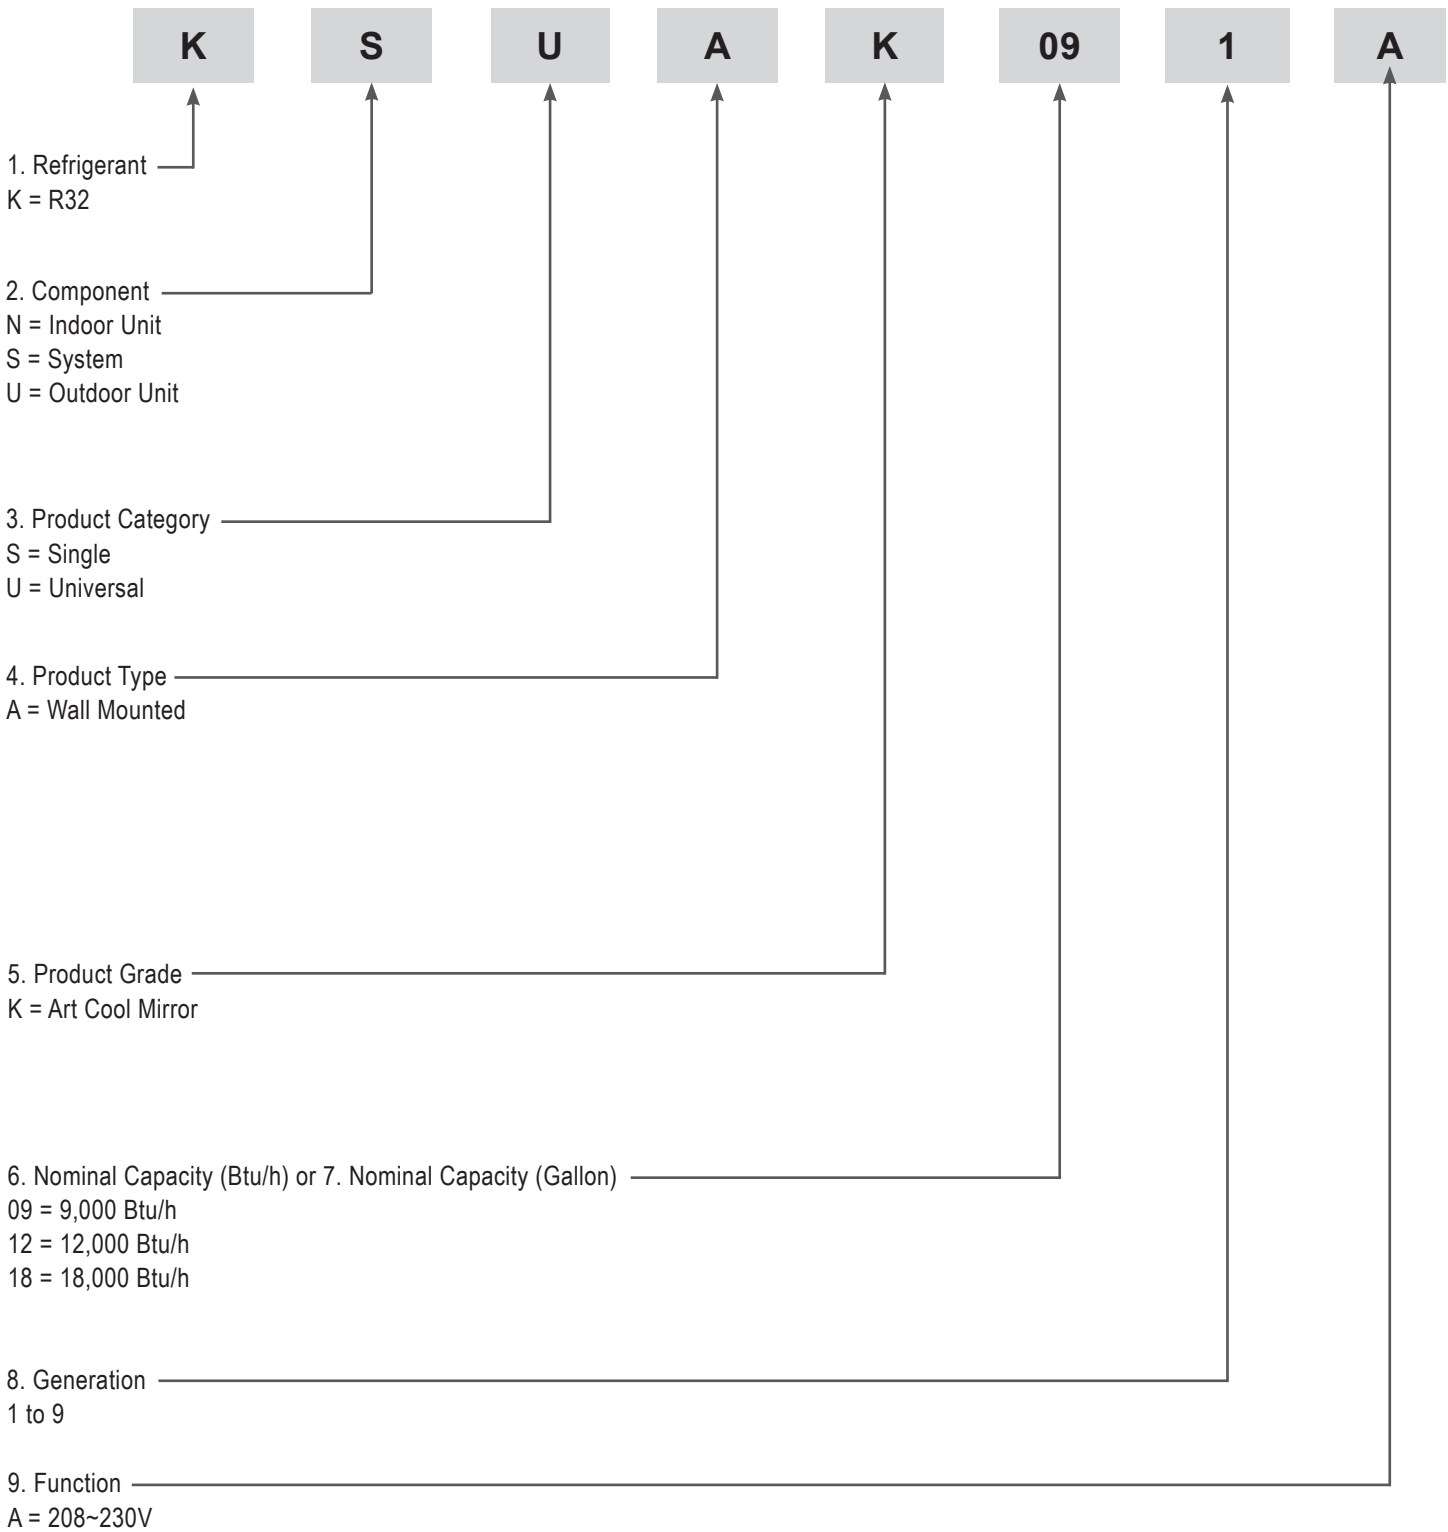 K S U A K 09 1 A
1. Refrigerant
K = R32
2. Component
N = Indoor Unit
S = System
U = Outdoor Unit
3. Product Category
S = Single
U = Universal
4. Product Type
A = Wall Mounted
5. Product Grade
K = Art Cool Mirror
6. Nominal Capacity (Btu/h) or 7. Nominal Capacity (Gallon)
09 = 9,000 Btu/h
12 = 12,000 Btu/h
18 = 18,000 Btu/h
8. Generation
1 to 9
9. Function
A = 208~230V